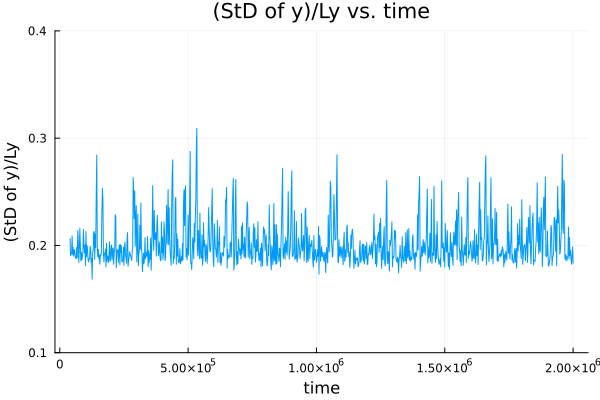 (StD of y)/Ly vs. time
(StD of y)/Ly
0.4
0.3
0.2
0.1
0 5.00×10⁵ 1.00×10⁶ 1.50×10⁶ 2.00×10⁶
time